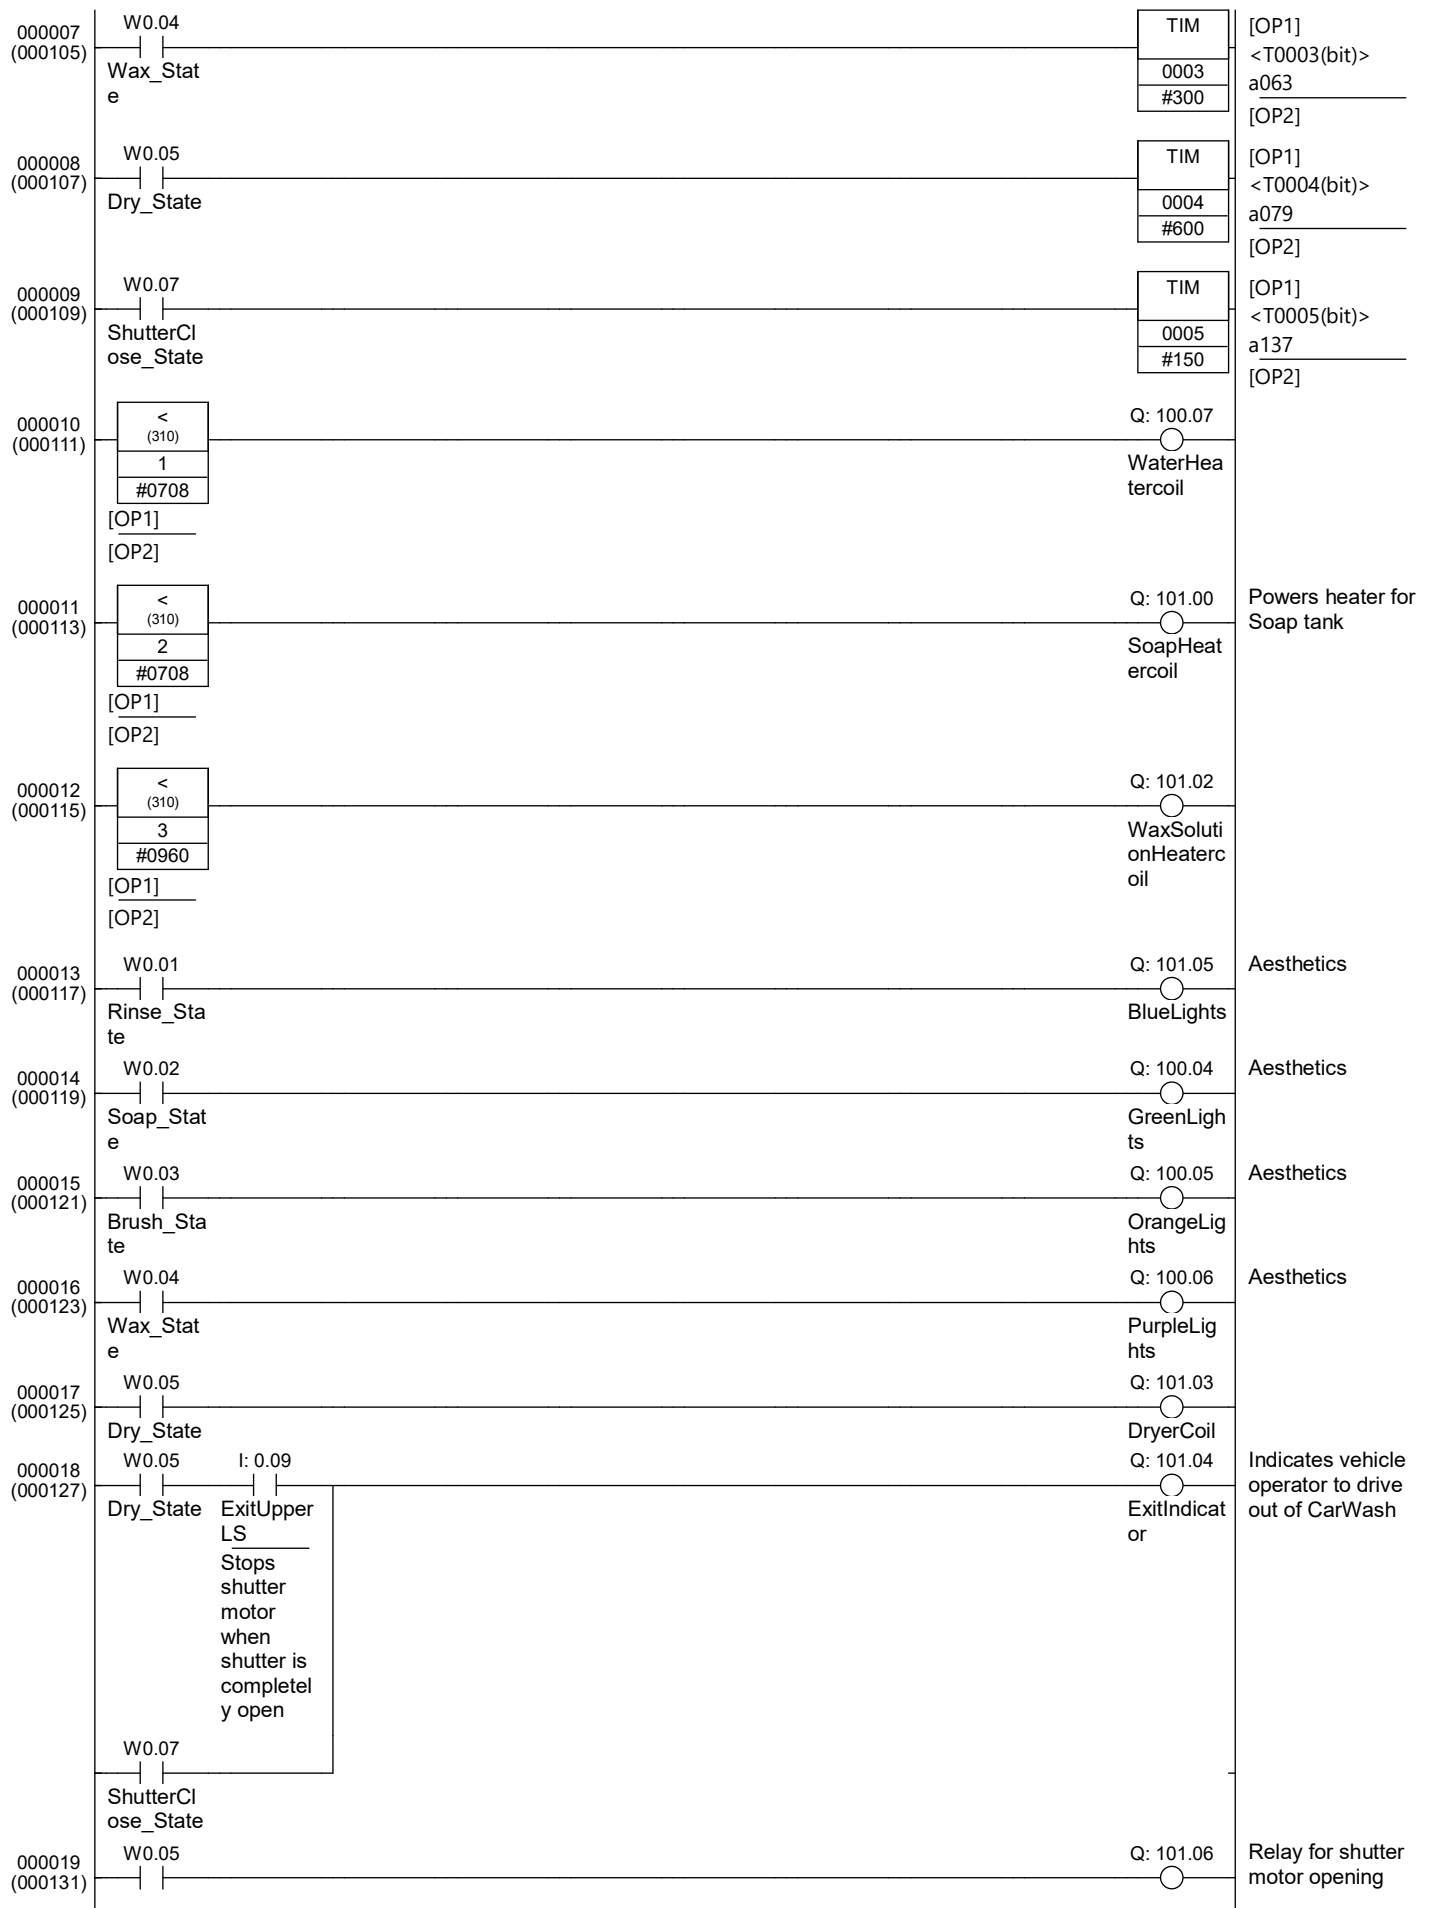 000007
(000105)
W0.04
Wax_Stat
e
TIM
0003
#300
[OP1]
<T0003(bit)>
a063
[OP2]
000008
(000107)
W0.05
Dry_State
TIM
0004
#600
[OP1]
<T0004(bit)>
a079
[OP2]
000009
(000109)
W0.07
ShutterCl
ose_State
TIM
0005
#150
[OP1]
<T0005(bit)>
a137
[OP2]
000010
(000111)
<
(310)
1
#0708
[OP1]
[OP2]
Q: 100.07
WaterHea
tercoil
000011
(000113)
<
(310)
2
#0708
[OP1]
[OP2]
Q: 101.00
SoapHeat
ercoil
Powers heater for
Soap tank
000012
(000115)
<
(310)
3
#0960
[OP1]
[OP2]
Q: 101.02
WaxSoluti
onHeaterc
oil
000013
(000117)
W0.01
Rinse_Sta
te
Q: 101.05
BlueLights
Aesthetics
000014
(000119)
W0.02
Soap_Stat
e
Q: 100.04
GreenLigh
ts
Aesthetics
000015
(000121)
W0.03
Brush_Sta
te
Q: 100.05
OrangeLig
hts
Aesthetics
000016
(000123)
W0.04
Wax_Stat
e
Q: 100.06
PurpleLig
hts
Aesthetics
000017
(000125)
W0.05
Dry_State
Q: 101.03
DryerCoil
000018
(000127)
W0.05
Dry_State
I: 0.09
ExitUpper
LS
Stops
shutter
motor
when
shutter is
completel
y open
Q: 101.04
ExitIndicat
or
Indicates vehicle
operator to drive
out of CarWash
W0.07
ShutterCl
ose_State
000019
(000131)
W0.05
Q: 101.06
Relay for shutter
motor opening